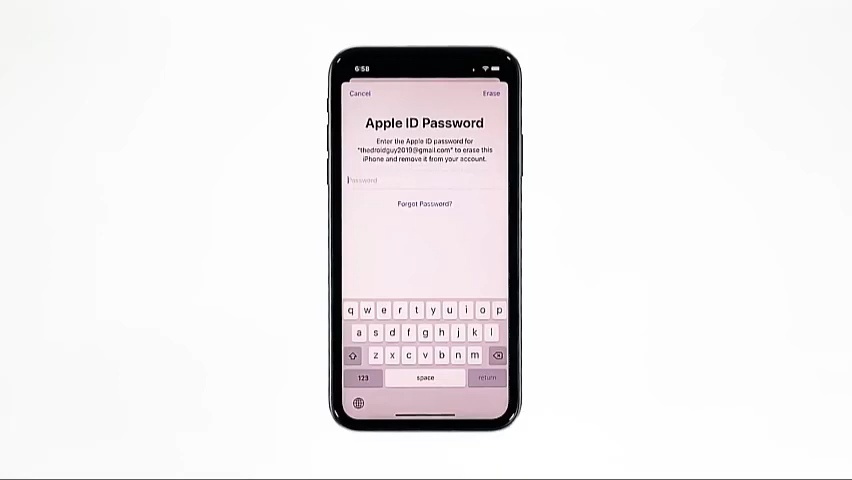 6:58
Cancel Erase
Apple ID Password
Enter the Apple ID password for
"thedroidguy2019@gmail.com" to erase this
iPhone and remove it from your account.
Password
Forgot Password?
q w e r t y u i o p
a s d f g h j k l
z x c v b n m
123 space return